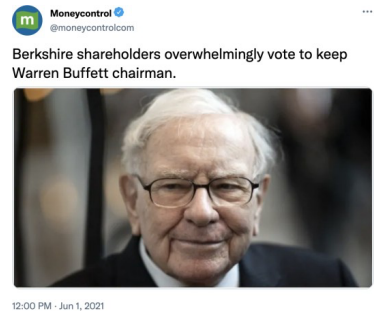 Moneycontrol
@moneycontrolcom
Berkshire shareholders overwhelmingly vote to keep
Warren Buffett chairman.
12:00 PM · Jun 1, 2021